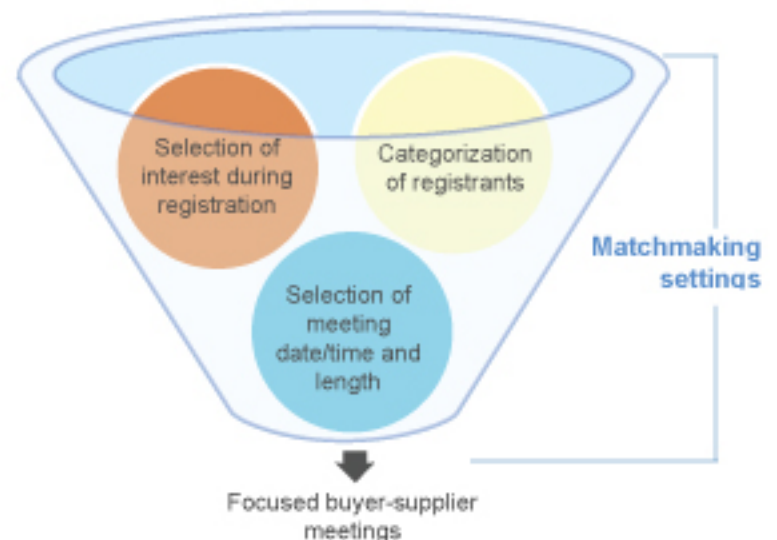 Selection of
interest during
registration
Categorization
of registrants
Selection of
meeting
date/time and
length
Matchmaking
settings
Focused buyer-supplier
meetings